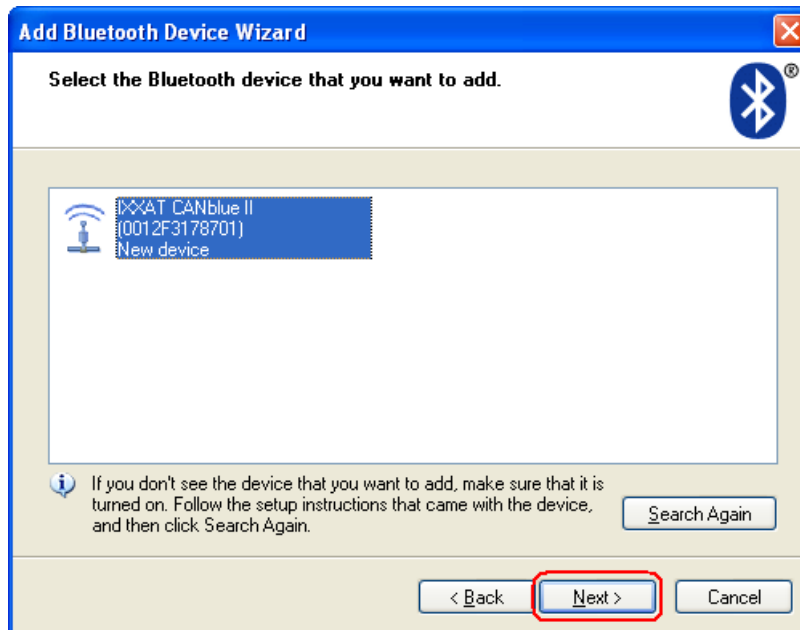 Add Bluetooth Device Wizard
Select the Bluetooth device that you want to add.
®
IXXAT CANblue II
(0012F3178701)
New device
If you don't see the device that you want to add, make sure that it is
turned on. Follow the setup instructions that came with the device,
and then click Search Again.
Search Again
< Back
Next >
Cancel